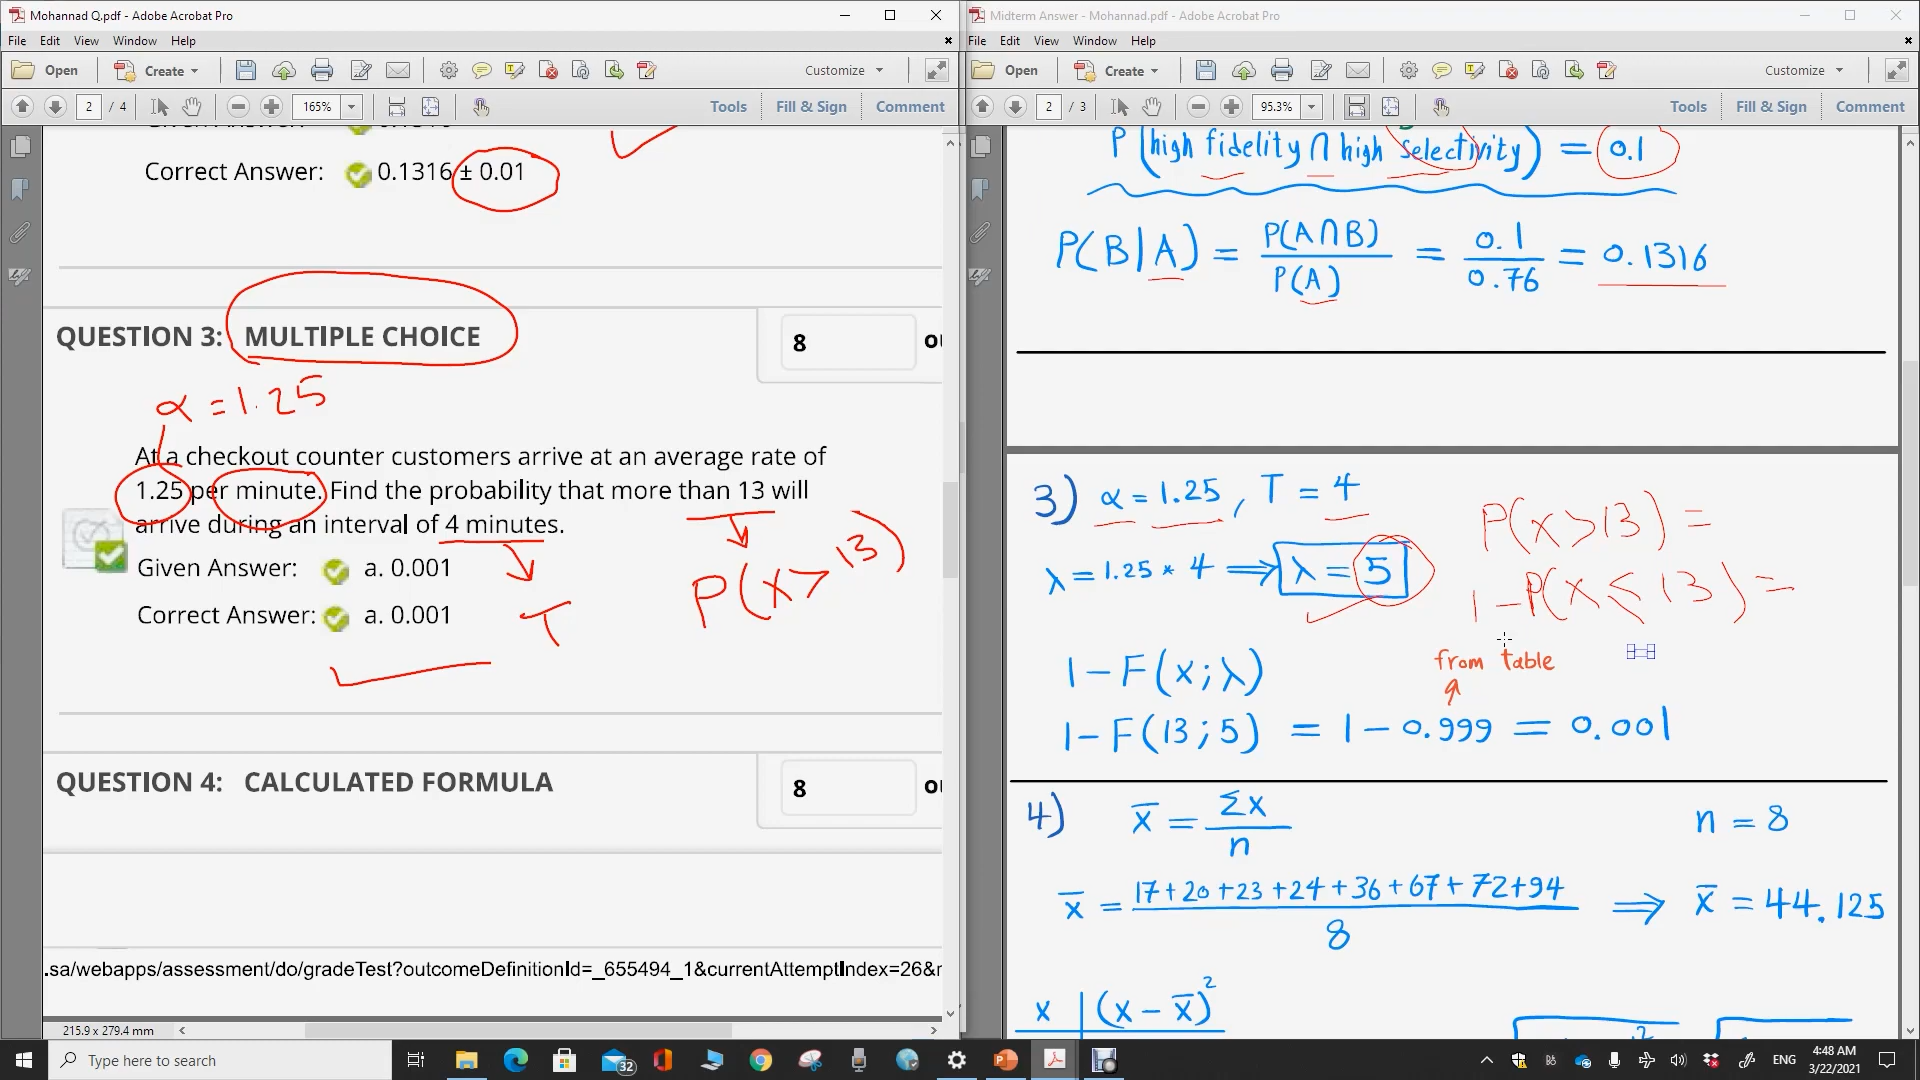 Mohannad Q.pdf - Adobe Acrobat Pro
File Edit View Window Help
Open Create Customize
2 / 4 165% Tools Fill & Sign Comment
Correct Answer: 0.1316 ± 0.01
QUESTION 3: MULTIPLE CHOICE 8
α = 1.25
At a checkout counter customers arrive at an average rate of
1.25 per minute. Find the probability that more than 13 will
arrive during an interval of 4 minutes.
Given Answer: a. 0.001
Correct Answer: a. 0.001
T
P(x>13)
QUESTION 4: CALCULATED FORMULA 8
.sa/webapps/assessment/do/gradeTest?outcomeDefinitionId=_655494_1&currentAttemptIndex=26&r
215.9 x 279.4 mm
Midterm Answer - Mohannad.pdf - Adobe Acrobat Pro
File Edit View Window Help
Open Create Customize
2 / 3 95.3% Tools Fill & Sign Comment
P(high fidelity ∩ high selectivity) = 0.1
P(B|A) = P(A∩B) / P(A) = 0.1 / 0.76 = 0.1316
3) α = 1.25, T = 4
P(x>13) =
λ = 1.25 * 4 ⟹ λ = 5
1-P(x≤13) =
from table
1-F(x;λ)
1-F(13;5) = 1-0.999 = 0.001
4) x̄ = Σx / n n = 8
x̄ = 17+20+23+24+36+67+72+94 / 8 ⟹ x̄ = 44.125
x (x-x̄)²
Type here to search
32
ENG
4:48 AM
3/22/2021